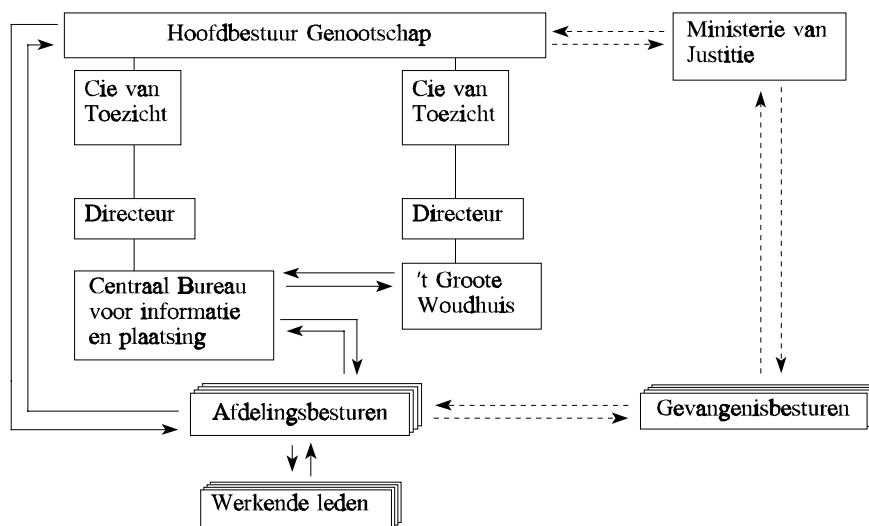 Hoofdbestuur Genootschap
Ministerie van
Justitie
Cie van
Toezicht
Cie van
Toezicht
Directeur
Directeur
Centraal Bureau
voor informatie
en plaatsing
't Groote
Woudhuis
Afdelingsbesturen
Gevangenisbesturen
Werkende leden